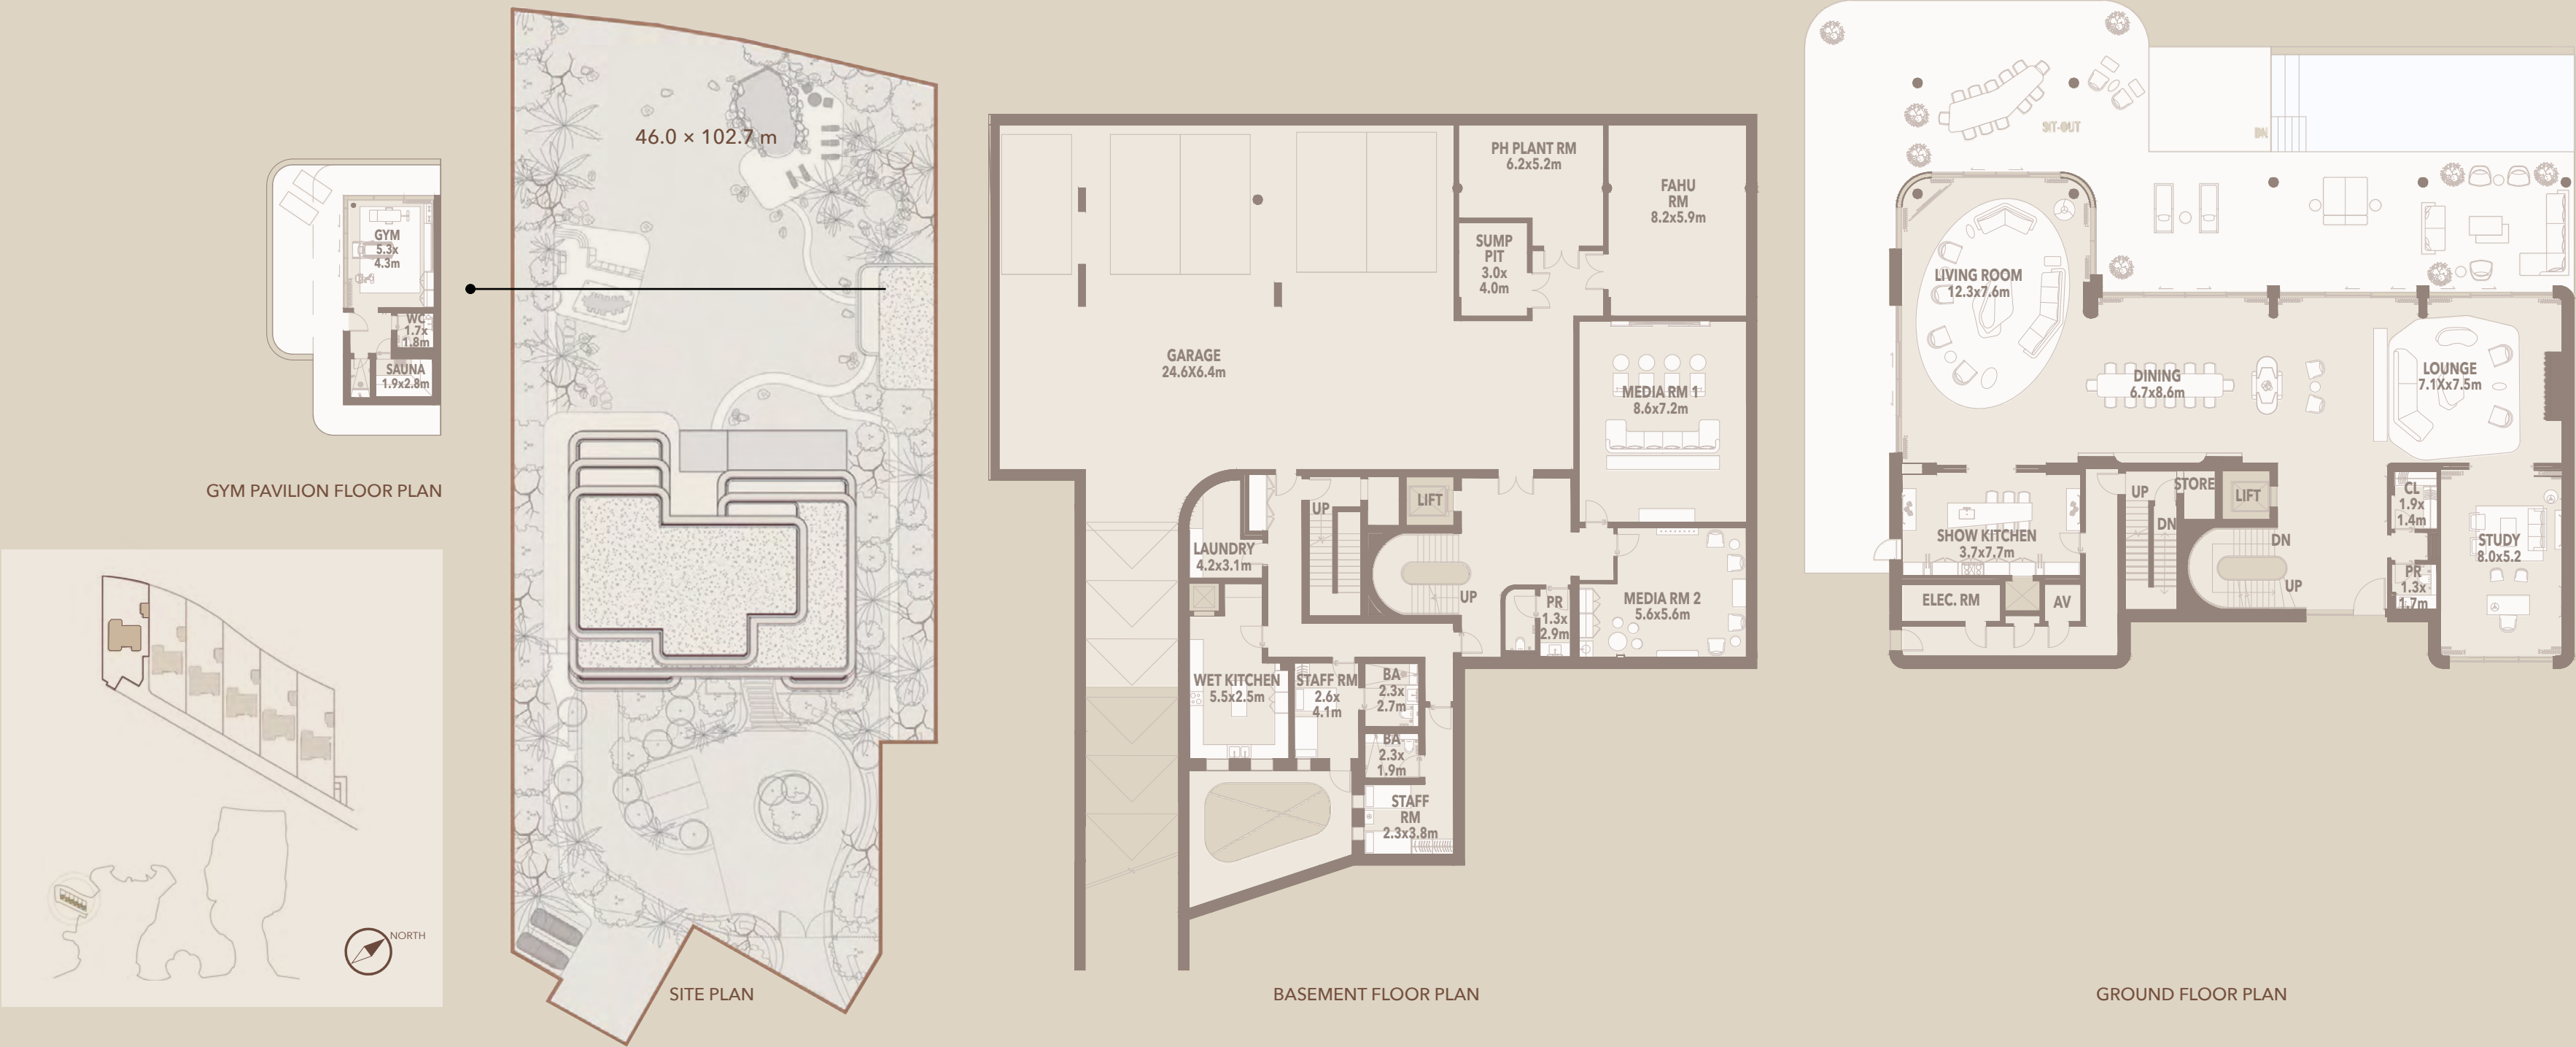 46.0 × 102.7 m
GYM
5.3x
4.3m
WC
1.7x
1.8m
SAUNA
1.9x2.8m
GYM PAVILION FLOOR PLAN
NORTH
SITE PLAN
PH PLANT RM
6.2x5.2m
FAHU
RM
8.2x5.9m
SUMP
PIT
3.0x
4.0m
GARAGE
24.6X6.4m
MEDIA RM 1
8.6x7.2m
UP
LIFT
LAUNDRY
4.2x3.1m
UP
PR
1.3x
2.9m
MEDIA RM 2
5.6x5.6m
WET KITCHEN
5.5x2.5m
STAFF RM
2.6x
4.1m
BA
2.3x
2.7m
BA
2.3x
1.9m
STAFF
RM
2.3x3.8m
BASEMENT FLOOR PLAN
SIT-OUT
DN
LIVING ROOM
12.3x7.6m
DINING
6.7x8.6m
LOUNGE
7.1Xx7.5m
UP
STORE
LIFT
DN
CL
1.9x
1.4m
SHOW KITCHEN
3.7x7.7m
DN
UP
STUDY
8.0x5.2
PR
1.3x
1.7m
ELEC. RM
AV
GROUND FLOOR PLAN